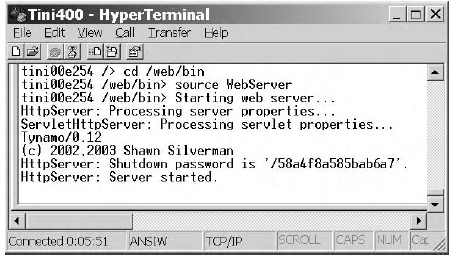 Tini400 - HyperTerminal
File Edit View Call Transfer Help
tini00e254 /> cd /web/bin
tini00e254 /web/bin> source WebServer
tini00e254 /web/bin> Starting web server...
HttpServer: Processing server properties...
ServletHttpServer: Processing servlet properties...
Tynamo/0.12
(c) 2002,2003 Shawn Silverman
HttpServer: Shutdown password is '/58a4f8a585bab6a7'.
HttpServer: Server started.
Connected 0:05:51 ANSIW TCP/IP SCROLL CAPS NUM Cac